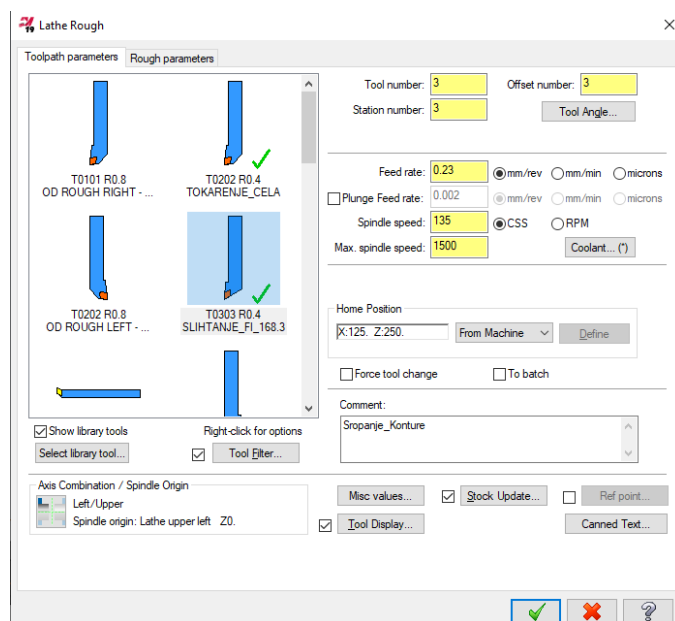 19 Lathe Rough
Toolpath parameters Rough parameters
T0101 R0.8
OD ROUGH RIGHT - ...
T0202 R0.4
TOKARENJE_CELA
T0202 R0.8
OD ROUGH LEFT - ...
T0303 R0.4
SLIHTANJE_FI_168.3
Show library tools
Right-click for options
Select library tool...
Tool Filter...
Axis Combination / Spindle Origin
Left/Upper
Spindle origin: Lathe upper left Z0.
Tool number: 3 Offset number: 3
Station number: 3 Tool Angle...
Feed rate: 0.23 mm/rev mm/min microns
Plunge Feed rate: 0.002 mm/rev mm/min microns
Spindle speed: 135 CSS RPM
Max. spindle speed: 1500 Coolant... (*)
Home Position
X:125. Z:250. From Machine Define
Force tool change To batch
Comment:
Sropanje_Konture
Misc values... Stock Update... Ref point...
Tool Display... Canned Text...
?